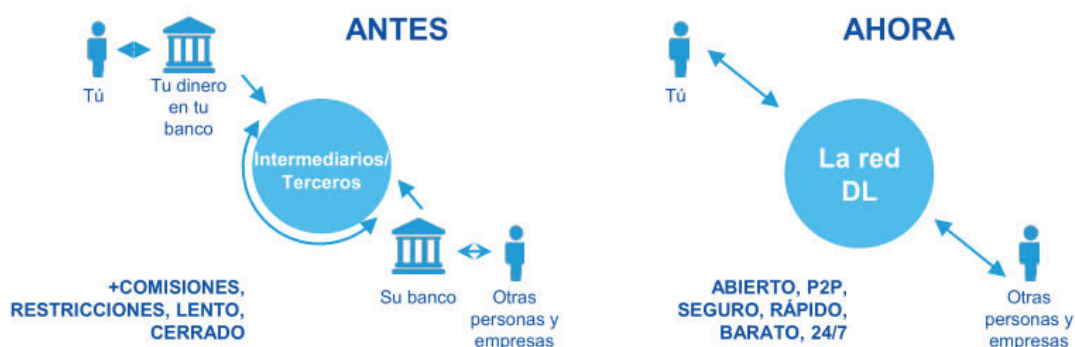 ANTES
Tú
Tu dinero
en tu
banco
Intermediarios/
Terceros
Su banco
Otras
personas y
empresas
+COMISIONES,
RESTRICCIONES, LENTO,
CERRADO
AHORA
Tú
La red
DL
Otras
personas y
empresas
ABIERTO, P2P,
SEGURO, RÁPIDO,
BARATO, 24/7